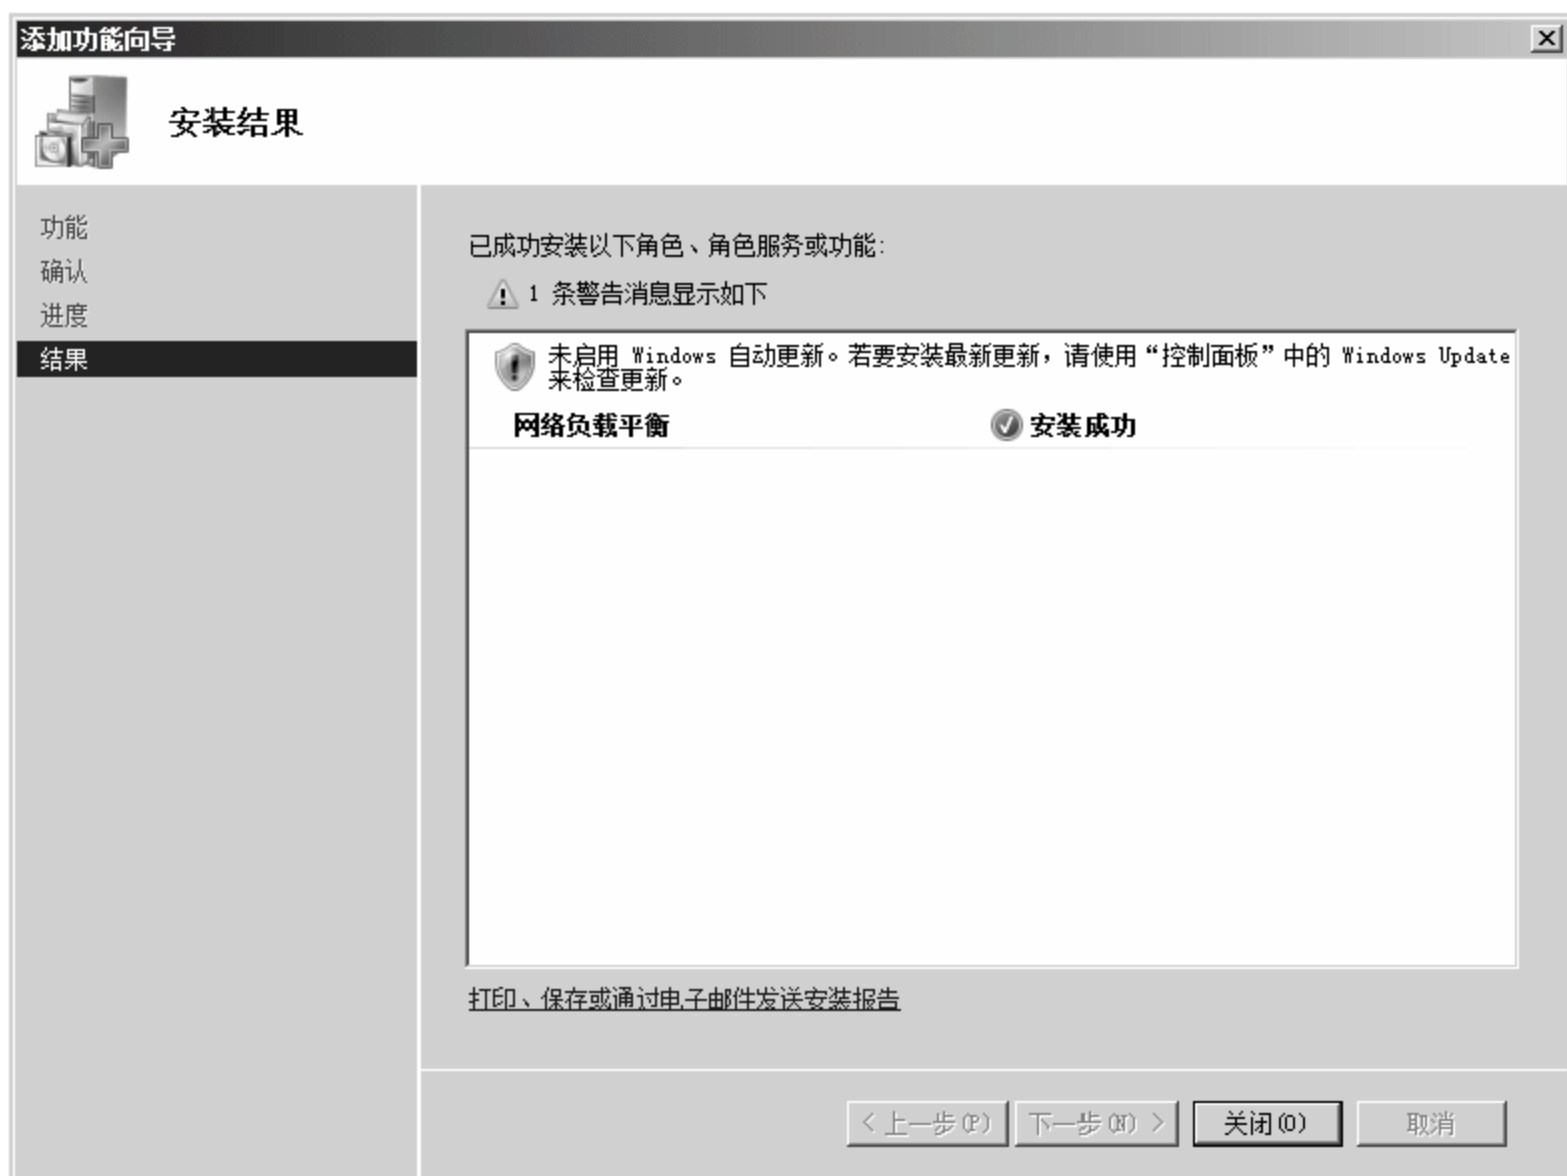 添加功能向导
安装结果
功能
确认
进度
结果
已成功安装以下角色、角色服务或功能:
1 条警告消息显示如下
未启用 Windows 自动更新。若要安装最新更新，请使用“控制面板”中的 Windows Update
来检查更新。
网络负载平衡 安装成功
打印、保存或通过电子邮件发送安装报告
< 上一步(P) 下一步(N) > 关闭(O) 取消